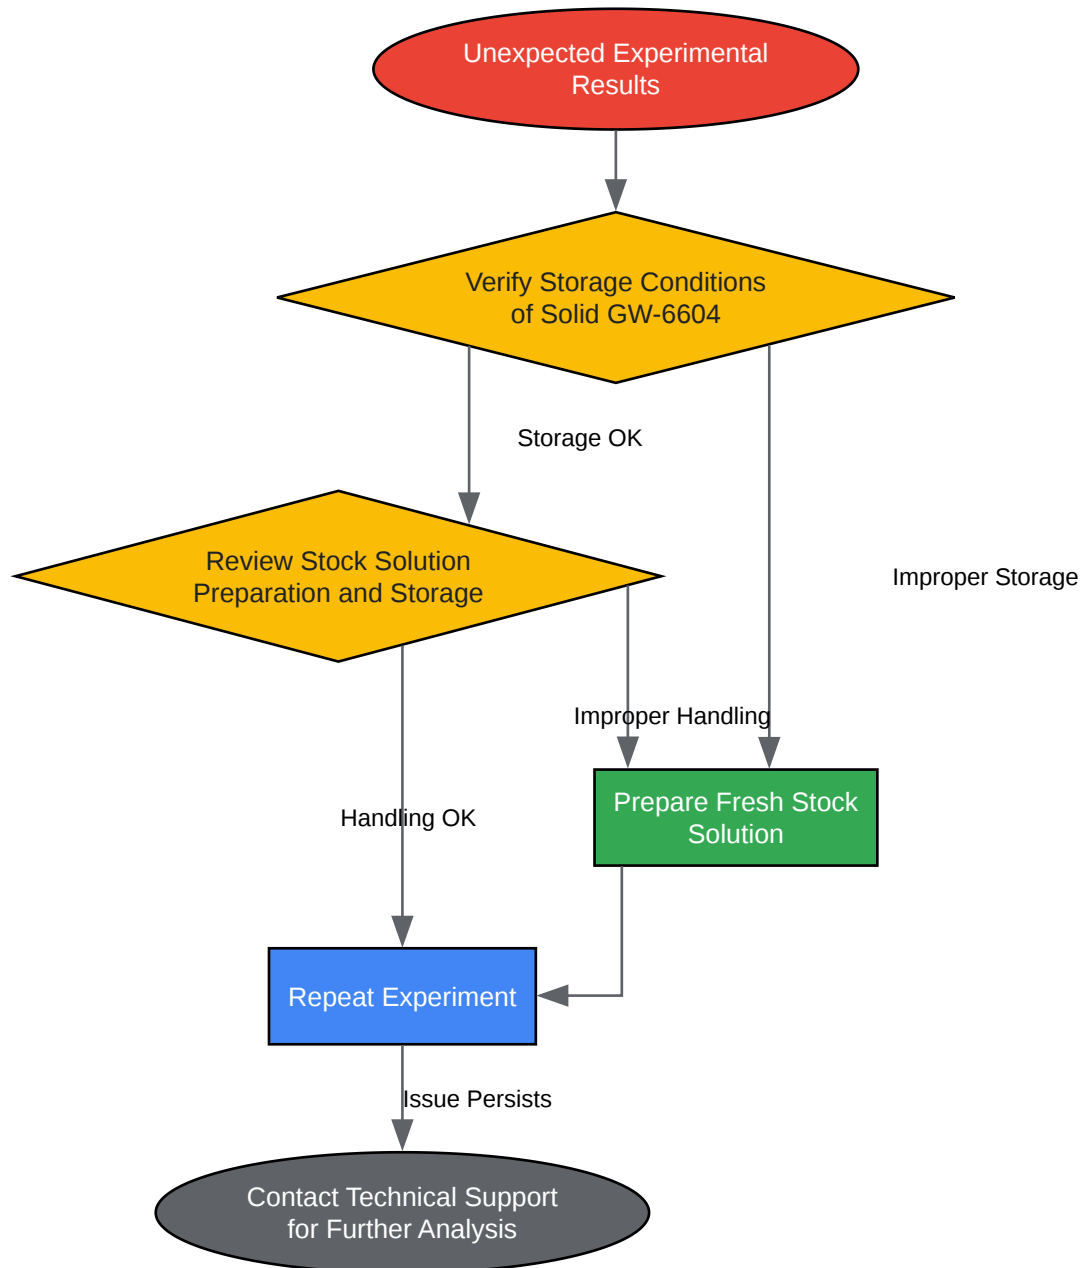 Unexpected Experimental
Results
Verify Storage Conditions
of Solid GW-6604
Storage OK
Review Stock Solution
Preparation and Storage
Improper Storage
Improper Handling
Prepare Fresh Stock
Solution
Handling OK
Repeat Experiment
Issue Persists
Contact Technical Support
for Further Analysis